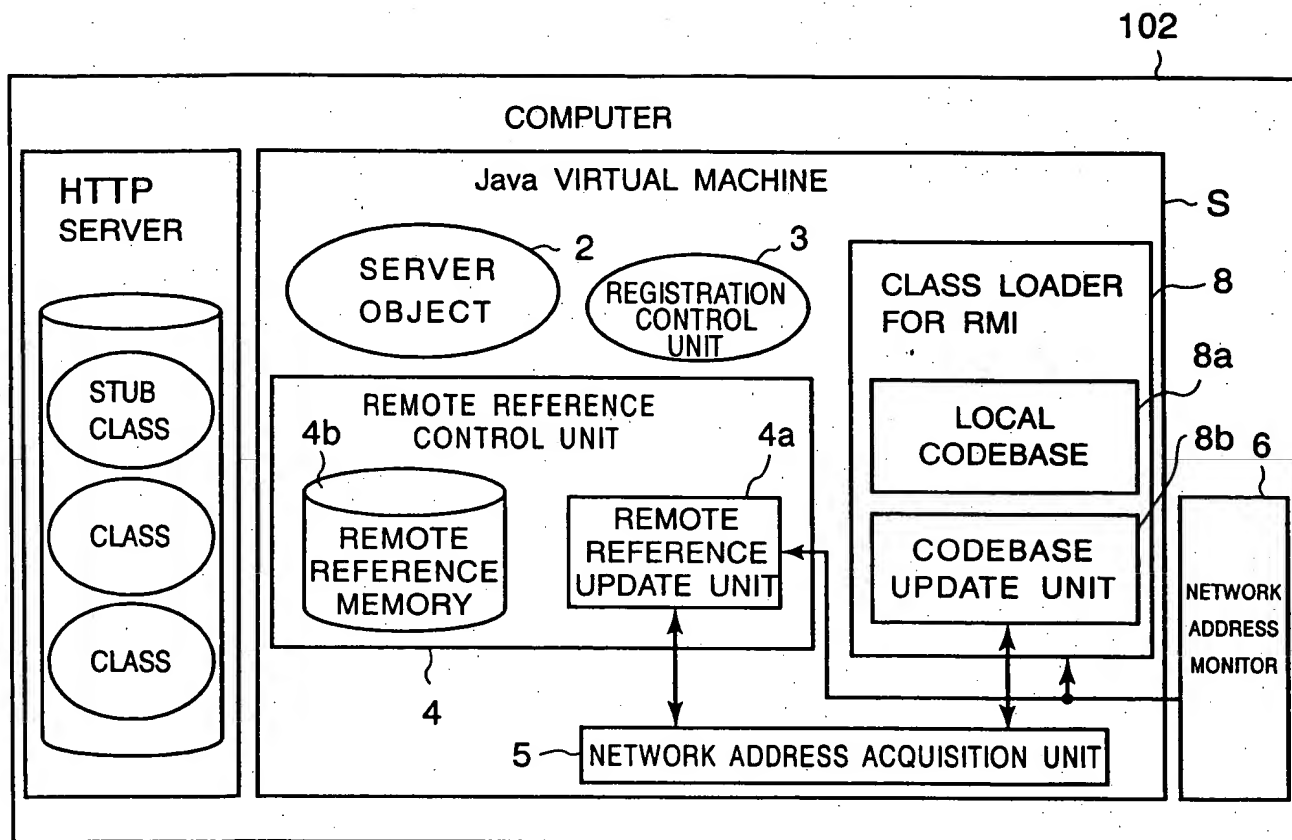 102
COMPUTER
HTTP
SERVER
STUB
CLASS
CLASS
CLASS
Java VIRTUAL MACHINE
S
2
SERVER
OBJECT
3
REGISTRATION
CONTROL
UNIT
REMOTE REFERENCE
CONTROL UNIT
4b
REMOTE
REFERENCE
MEMORY
4a
REMOTE
REFERENCE
UPDATE UNIT
4
CLASS LOADER
FOR RMI
8
8a
LOCAL
CODEBASE
8b
CODEBASE
UPDATE UNIT
6
NETWORK
ADDRESS
MONITOR
5
NETWORK ADDRESS ACQUISITION UNIT